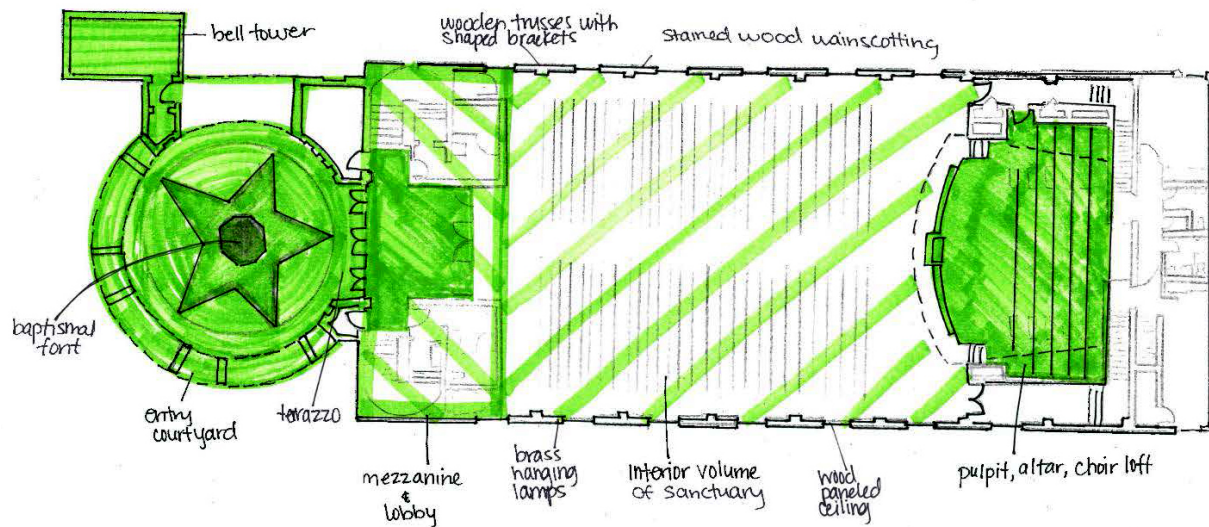 bell tower
wooden trusses with
shaped brackets
stained wood wainscotting
baptismal
font
entry
courtyard
terazzo
mezzanine
&
lobby
brass
hanging
lamps
interior volume
of sanctuary
wood
paneled
ceiling
pulpit, altar, choir loft